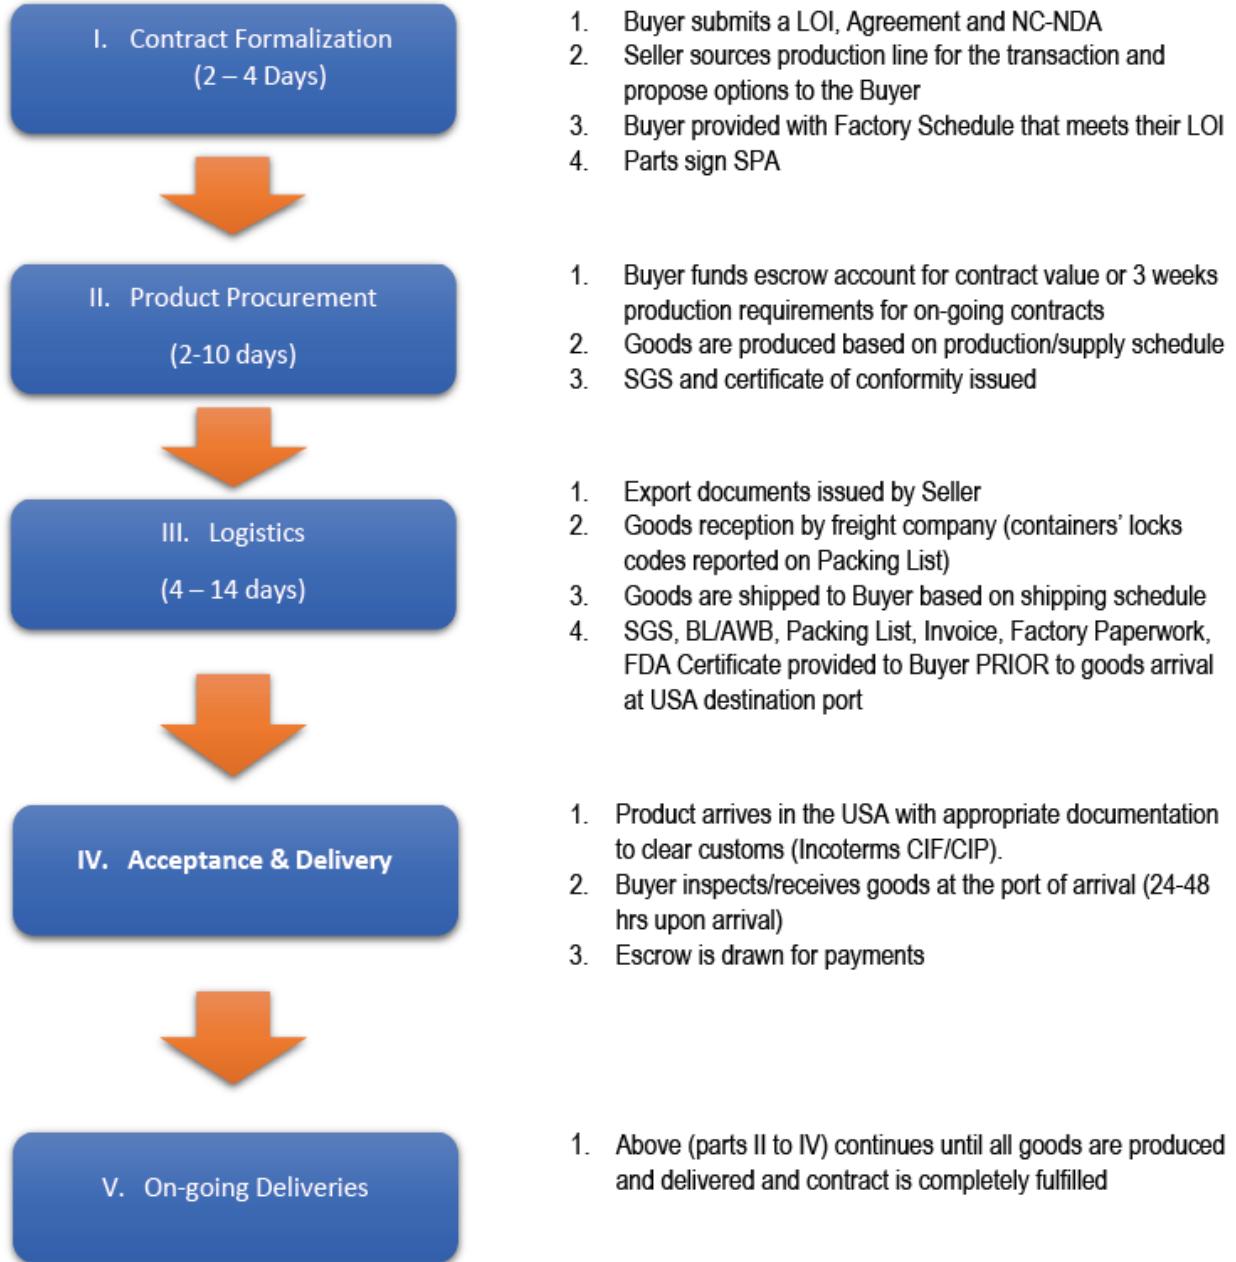 I. Contract Formalization
(2 – 4 Days)
1. Buyer submits a LOI, Agreement and NC-NDA
2. Seller sources production line for the transaction and
propose options to the Buyer
3. Buyer provided with Factory Schedule that meets their LOI
4. Parts sign SPA
II. Product Procurement
(2-10 days)
1. Buyer funds escrow account for contract value or 3 weeks
production requirements for on-going contracts
2. Goods are produced based on production/supply schedule
3. SGS and certificate of conformity issued
III. Logistics
(4 – 14 days)
1. Export documents issued by Seller
2. Goods reception by freight company (containers’ locks
codes reported on Packing List)
3. Goods are shipped to Buyer based on shipping schedule
4. SGS, BL/AWB, Packing List, Invoice, Factory Paperwork,
FDA Certificate provided to Buyer PRIOR to goods arrival
at USA destination port
IV. Acceptance & Delivery
1. Product arrives in the USA with appropriate documentation
to clear customs (Incoterms CIF/CIP).
2. Buyer inspects/receives goods at the port of arrival (24-48
hrs upon arrival)
3. Escrow is drawn for payments
V. On-going Deliveries
1. Above (parts II to IV) continues until all goods are produced
and delivered and contract is completely fulfilled